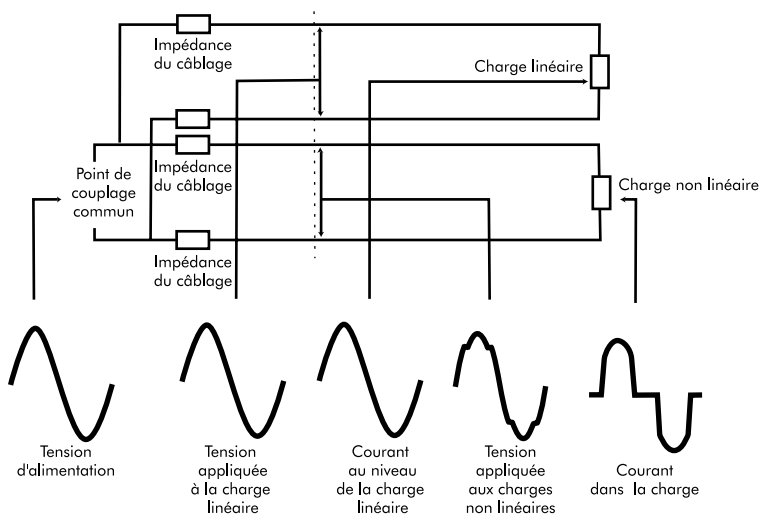 Impédance
du câblage
Charge linéaire
Impédance
du câblage
Point de
couplage
commun
Charge non linéaire
Impédance
du câblage
Tension
d'alimentation
Tension
appliquée
à la charge
linéaire
Courant
au niveau
de la charge
linéaire
Tension
appliquée
aux charges
non linéaires
Courant
dans la charge